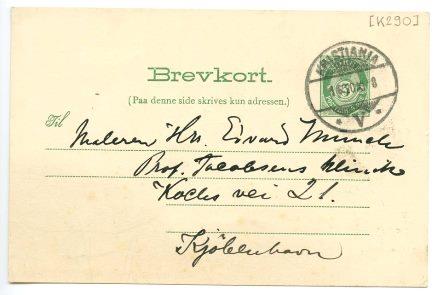 [K290]
KRISTIANIA
Brevkort.
(Paa denne side skrives kun adressen.)
Til
Maleren Hr. Edvard Munch
Prof. Jacobsens klinik
Kochs vei 21.
Kjöbenhavn